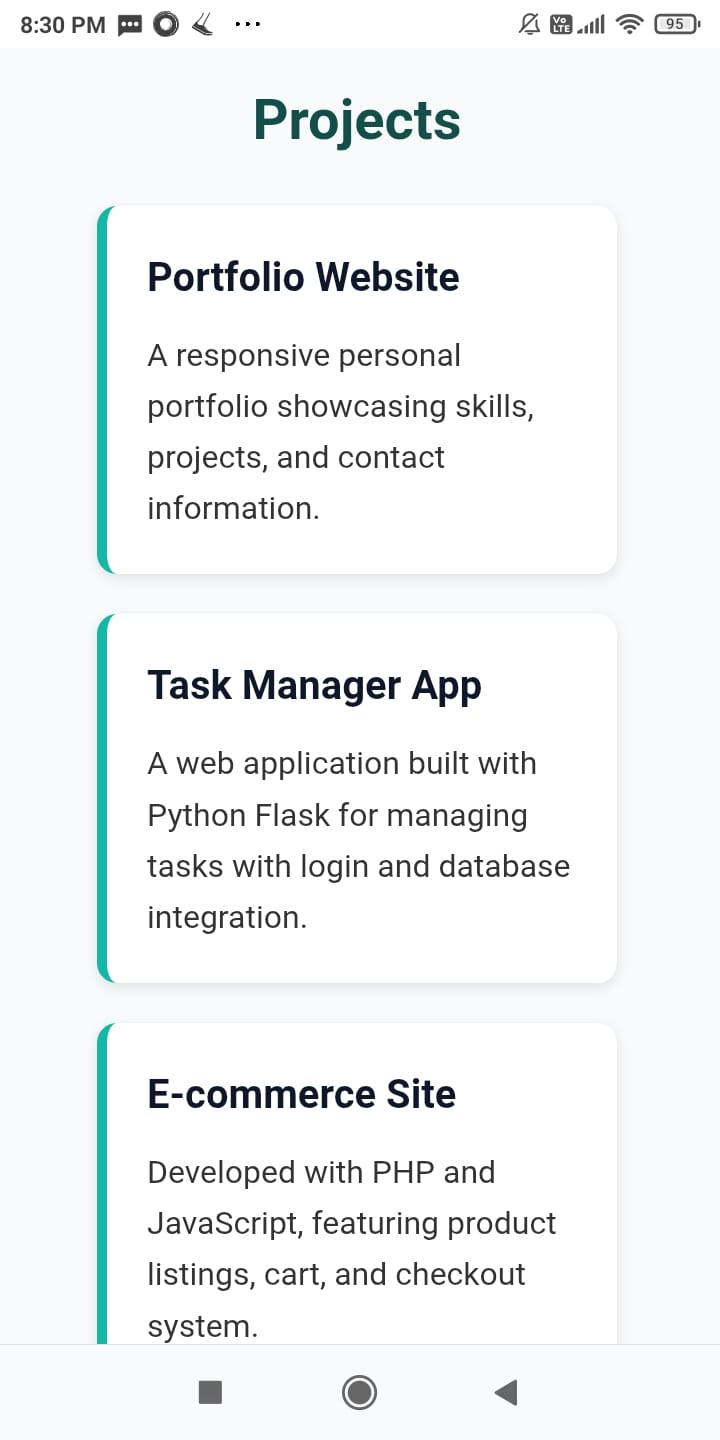 8:30 PM
Vo LTE
95
Projects
Portfolio Website
A responsive personal
portfolio showcasing skills,
projects, and contact
information.
Task Manager App
A web application built with
Python Flask for managing
tasks with login and database
integration.
E-commerce Site
Developed with PHP and
JavaScript, featuring product
listings, cart, and checkout
system.